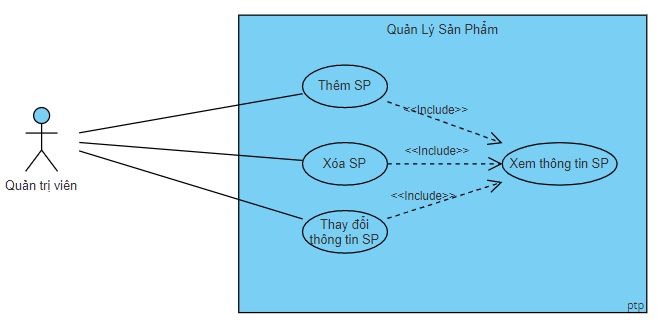 Quản Lý Sản Phẩm
Thêm SP
<<Include>>
Xóa SP
<<Include>>
Xem thông tin SP
Quản trị viên
<<Include>>
Thay đổi
thông tin SP
ptp